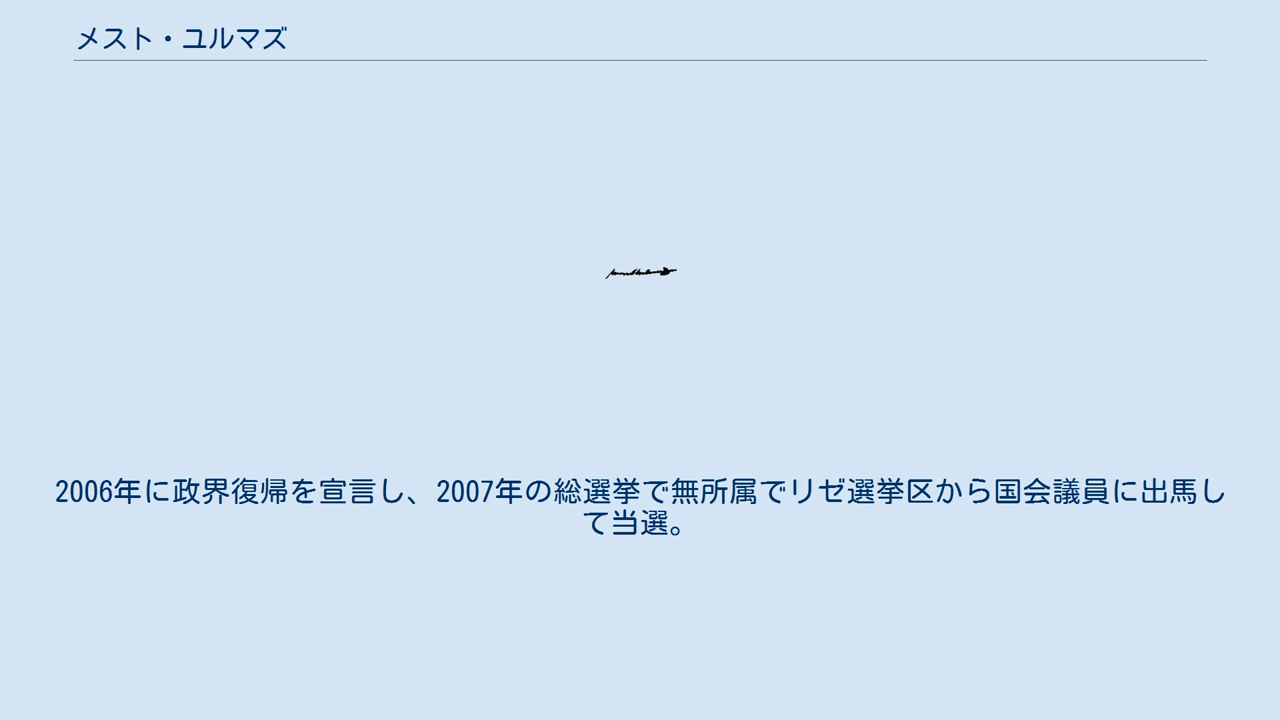 メスト・ユルマズ
2006年に政界復帰を宣言し、2007年の総選挙で無所属でリゼ選挙区から国会議員に出馬し
て当選。